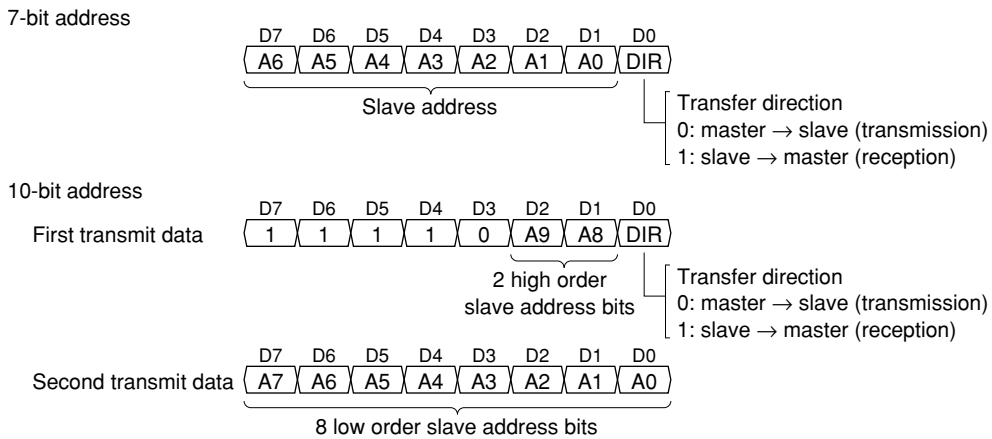 7-bit address
D7 D6 D5 D4 D3 D2 D1 D0
A6 A5 A4 A3 A2 A1 A0 DIR
Slave address
Transfer direction
0: master → slave (transmission)
1: slave → master (reception)
10-bit address
D7 D6 D5 D4 D3 D2 D1 D0
First transmit data 1 1 1 1 0 A9 A8 DIR
2 high order
slave address bits
Transfer direction
0: master → slave (transmission)
1: slave → master (reception)
D7 D6 D5 D4 D3 D2 D1 D0
Second transmit data A7 A6 A5 A4 A3 A2 A1 A0
8 low order slave address bits